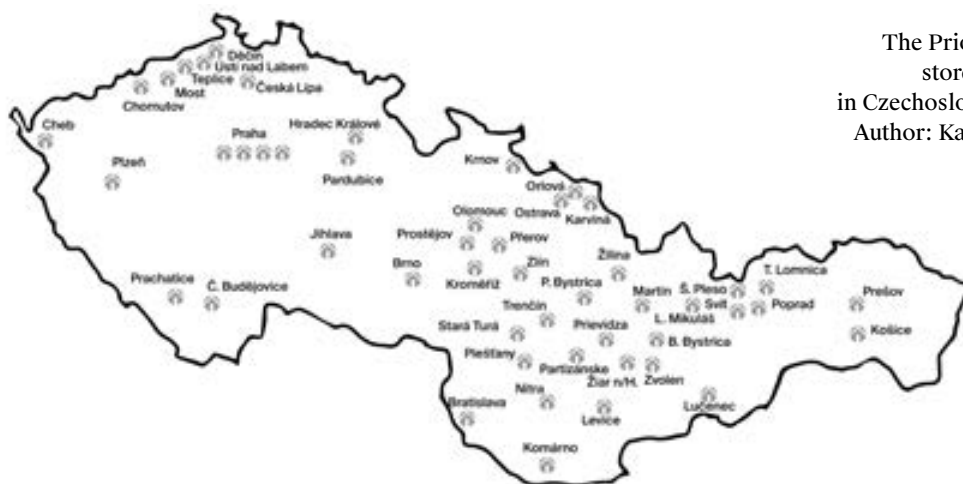 The Prio
store
in Czechoslo
Author: Ka
Děčín
Ústí nad Labem
Teplice
Česká Lípa
Most
Chomutov
Cheb
Praha
Hradec Králové
Plzeň
Pardubice
Krnov
Orlová
Ostrava
Karviná
Olomouc
Jihlava
Prostějov
Přerov
Brno
Zlín
Žilina
Kroměříž
P. Bystrica
Prachatice
Č. Budějovice
Martin
Š. Pleso
T. Lomnica
Svit
Poprad
Prešov
Trenčín
L. Mikuláš
Stará Turá
Prievidza
B. Bystrica
Košice
Piešťany
Partizánske
Žiar n/H.
Zvolen
Nitra
Bratislava
Levice
Lučenec
Komárno